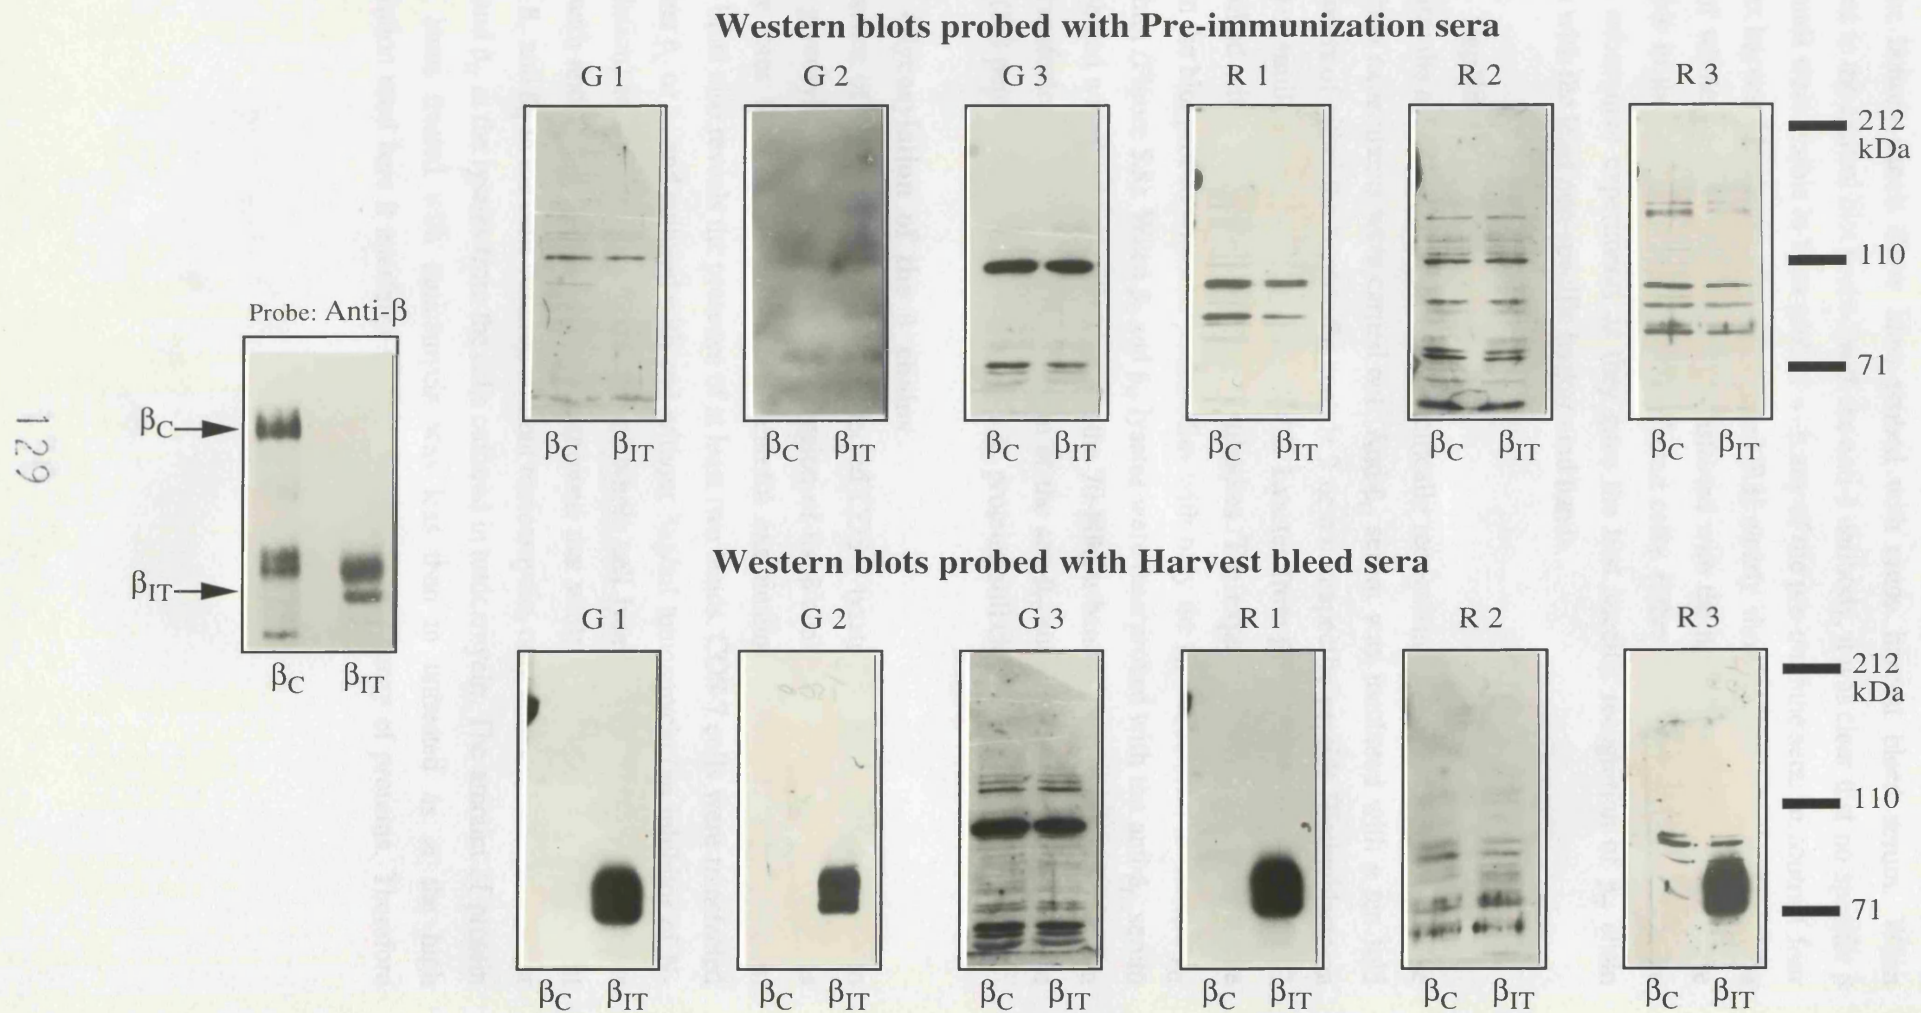 Western blots probed with Pre-immunization sera
G 1 G 2 G 3 R 1 R 2 R 3
212
kDa
110
71
βC βIT βC βIT βC βIT βC βIT βC βIT βC βIT
Probe: Anti-β
βC
βIT
βC βIT
129
Western blots probed with Harvest bleed sera
G 1 G 2 G 3 R 1 R 2 R 3
212
kDa
110
71
βC βIT βC βIT βC βIT βC βIT βC βIT βC βIT